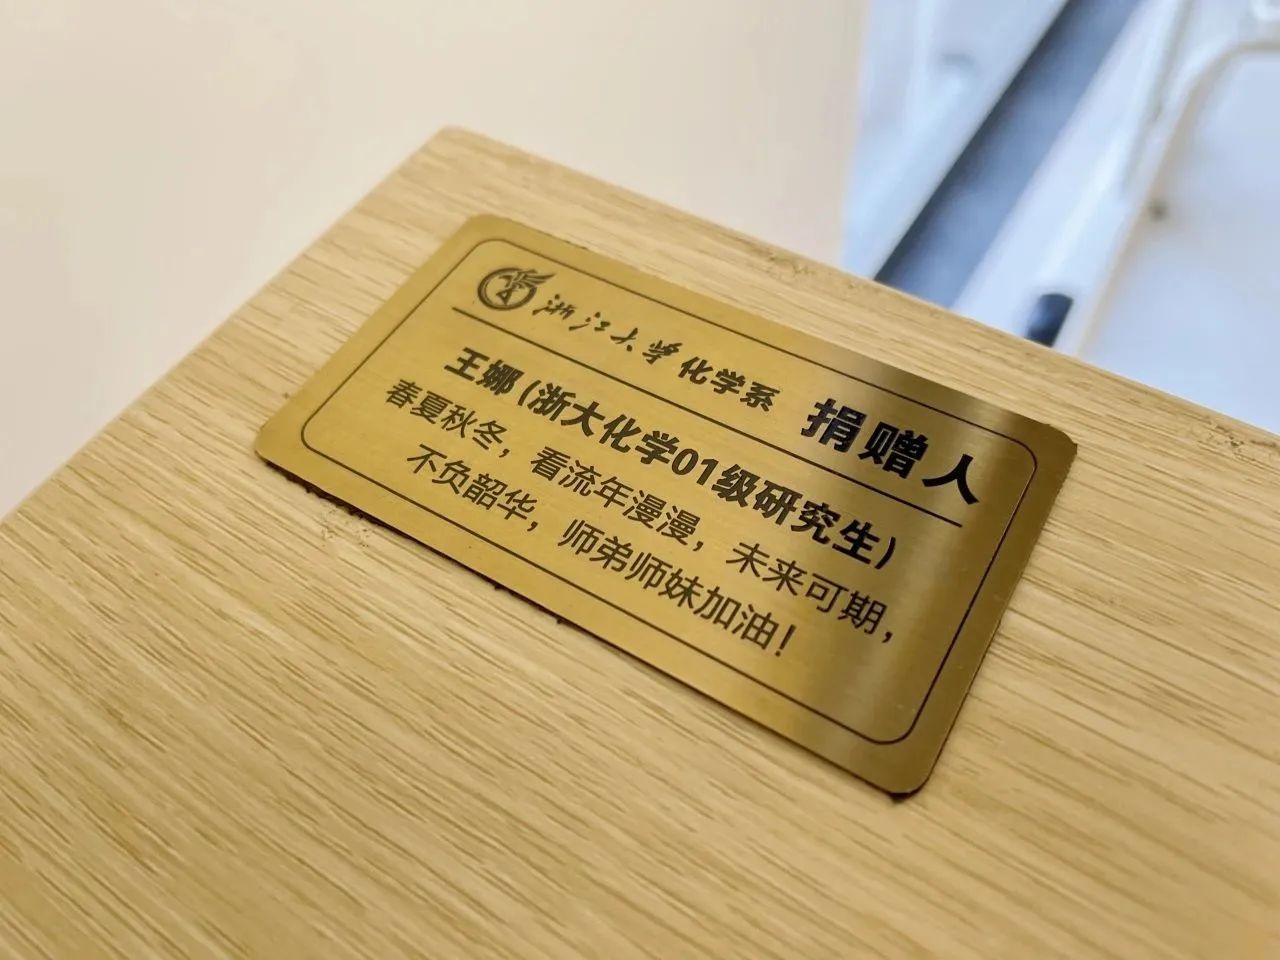 浙江大学化学系 捐赠人
王娜(浙大化学01级研究生)
春夏秋冬，看流年漫漫，未来可期，
不负韶华，师弟师妹加油！